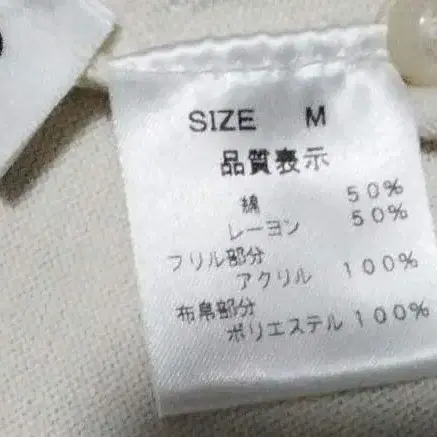 SIZE M
品質表示
綿 50%
レーヨン 50%
フリル部分
アクリル 100%
布帛部分
ポリエステル 100%